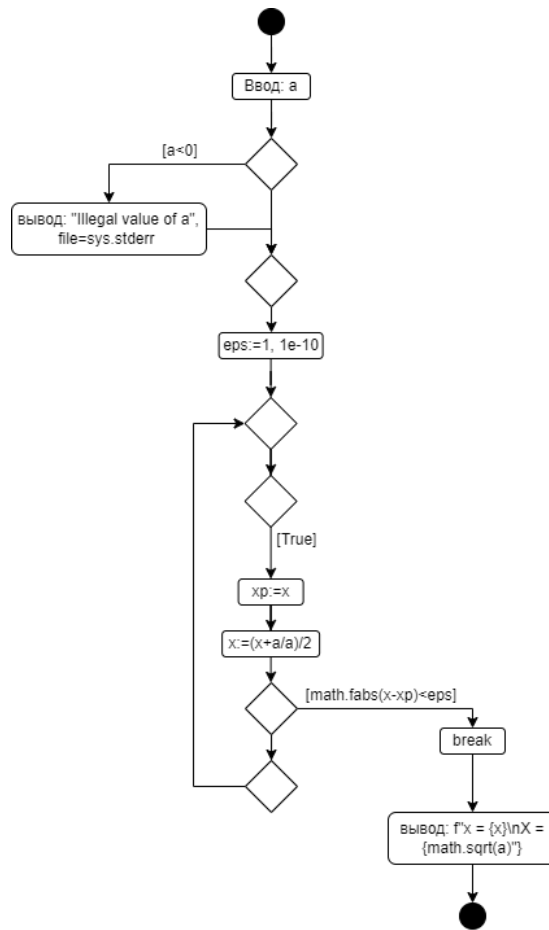 Ввод: a
[a<0]
вывод: "Illegal value of a",
file=sys.stderr
eps:=1, 1e-10
[True]
xp:=x
x:=(x+a/a)/2
[math.fabs(x-xp)<eps]
break
вывод: f"x = {x}\nX =
{math.sqrt(a)"}